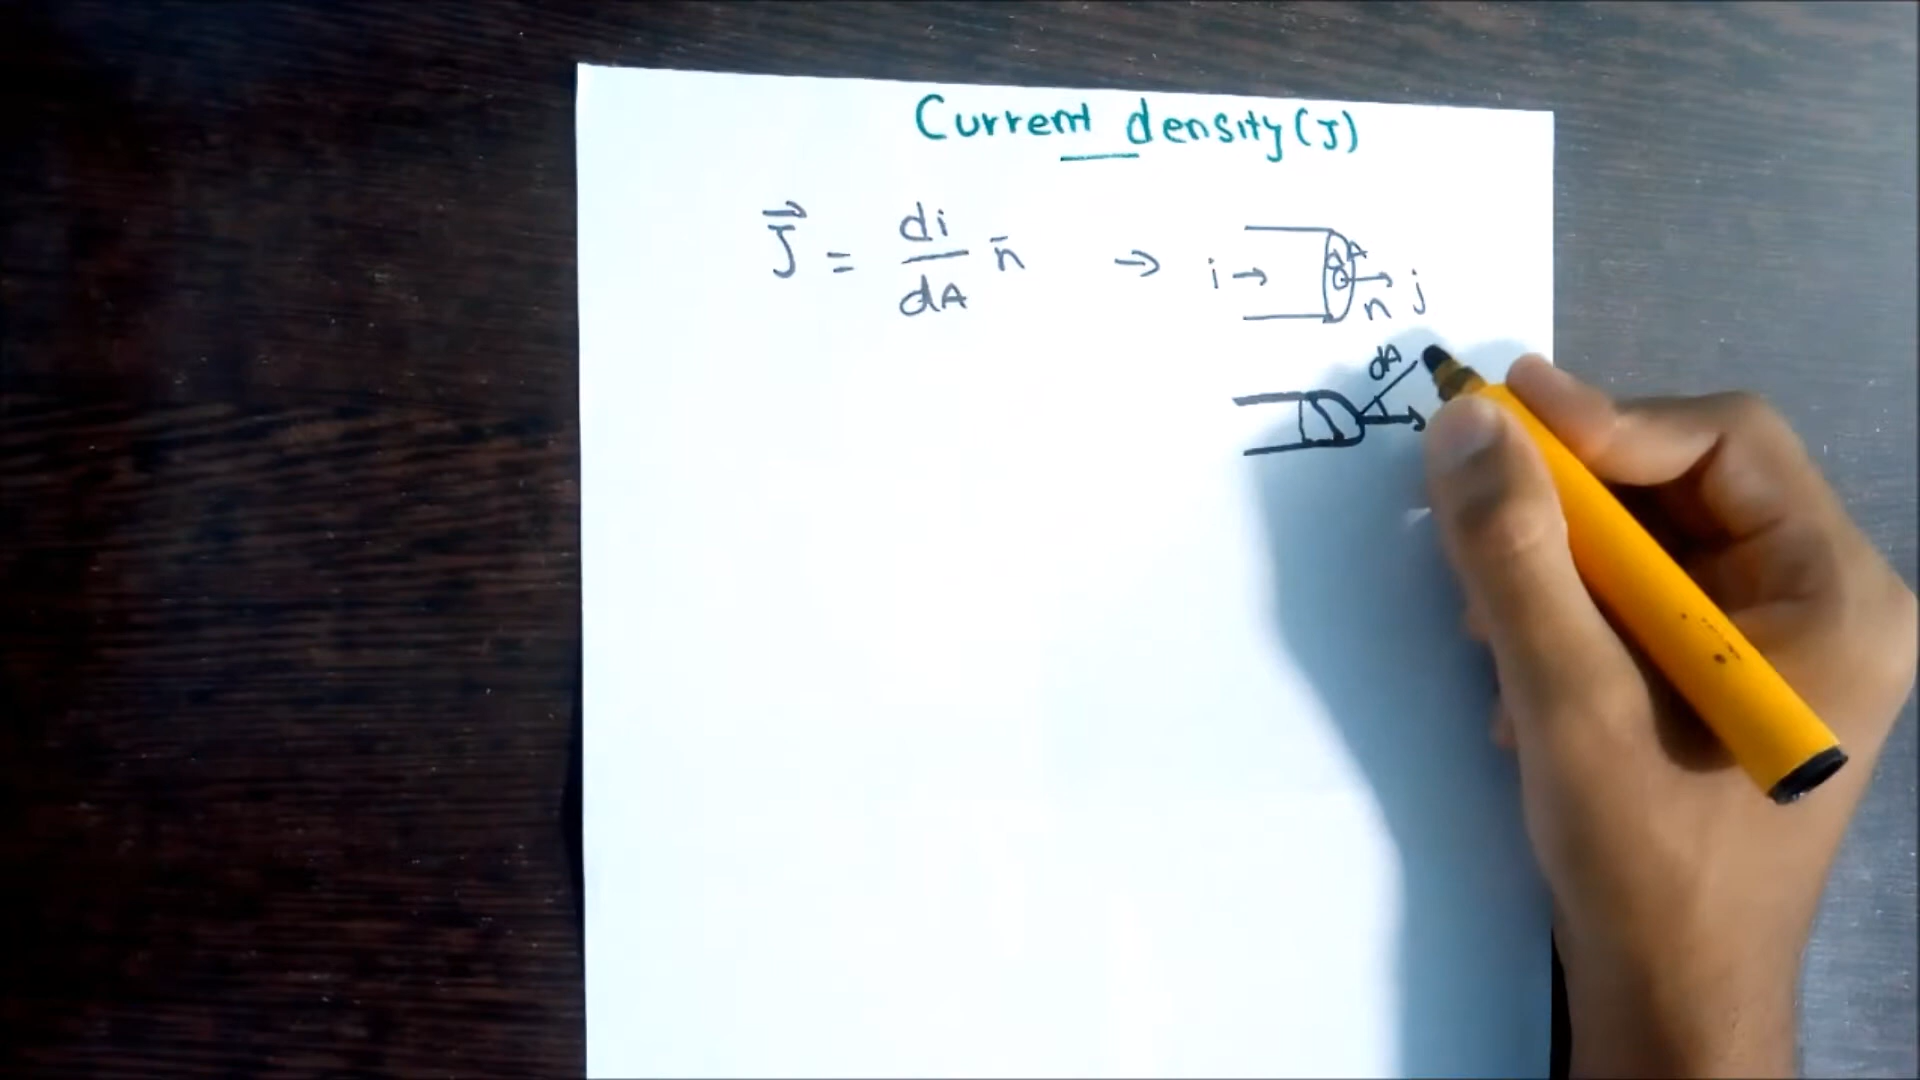 Current density (J)
J⃗ = di/dA n̄ → i → dA n j
dA